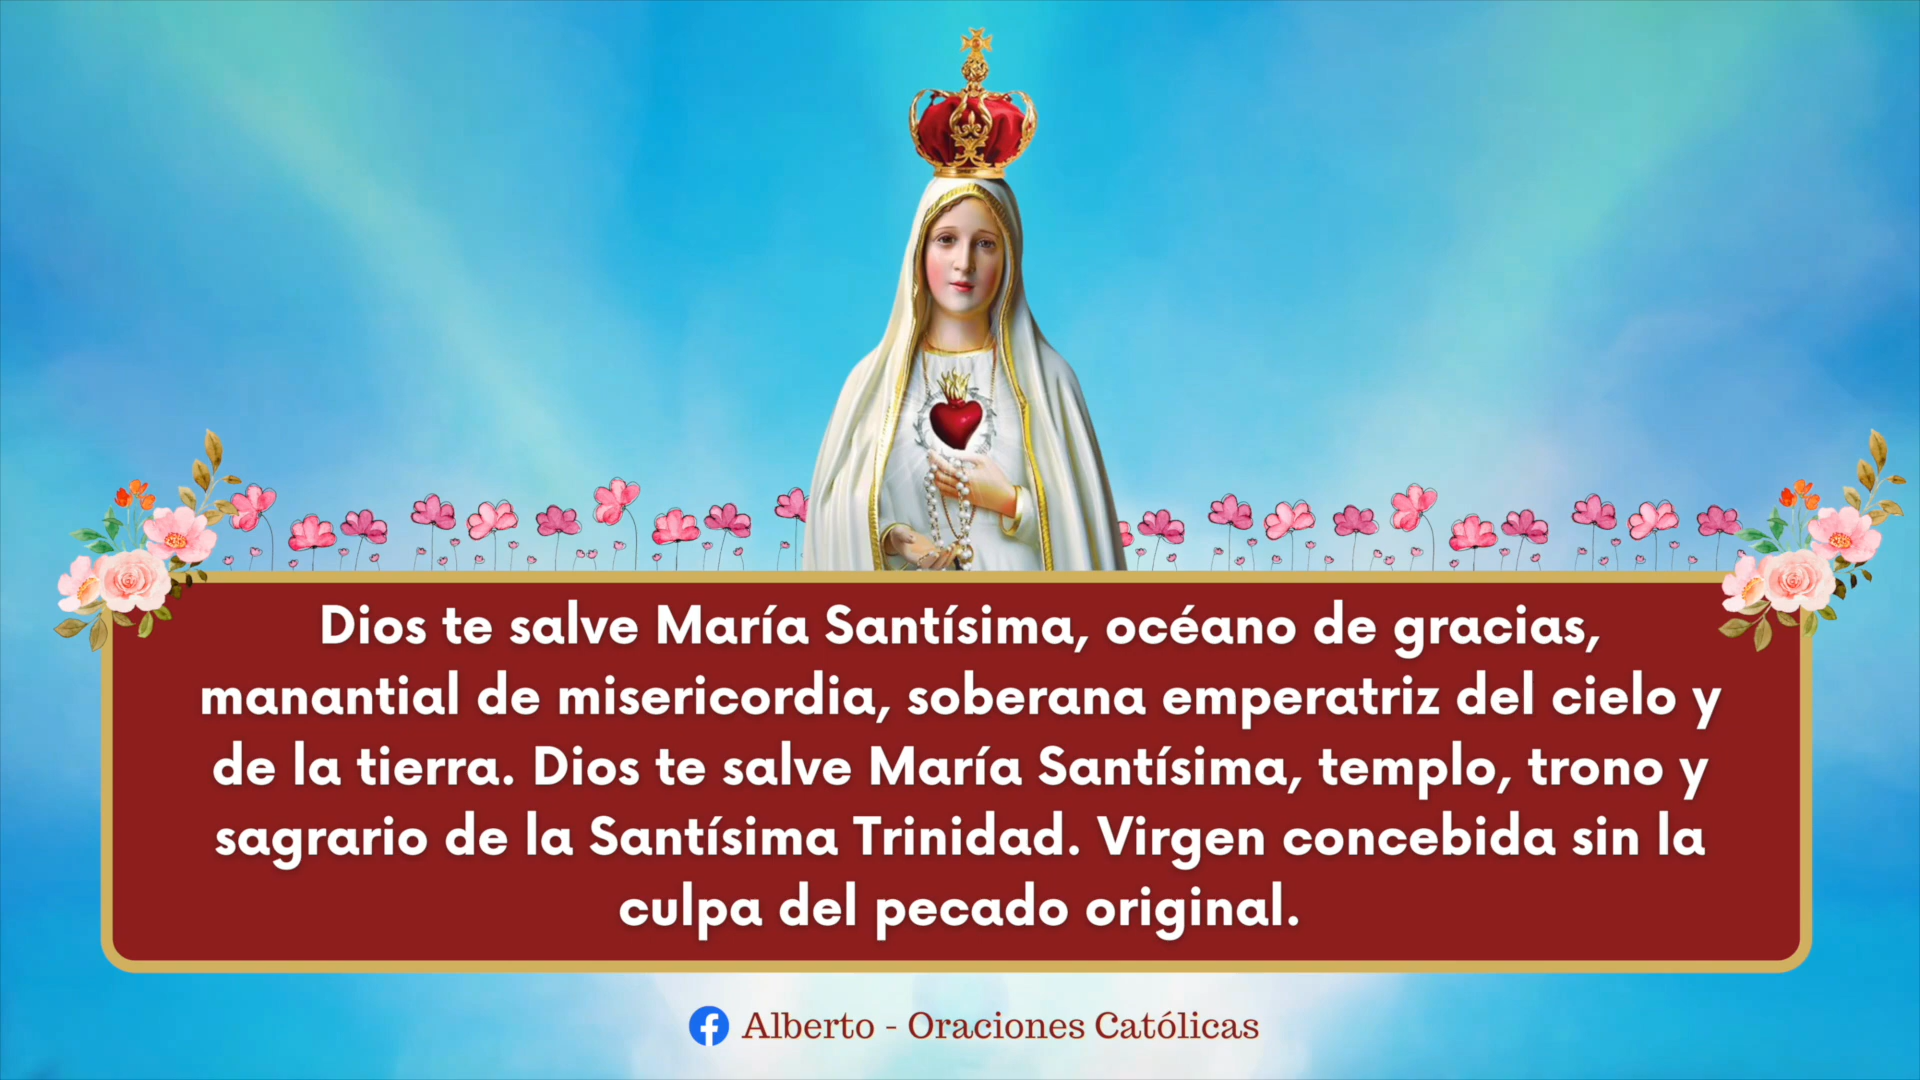 Dios te salve María Santísima, océano de gracias,
manantial de misericordia, soberana emperatriz del cielo y
de la tierra. Dios te salve María Santísima, templo, trono y
sagrario de la Santísima Trinidad. Virgen concebida sin la
culpa del pecado original.
Alberto - Oraciones Católicas